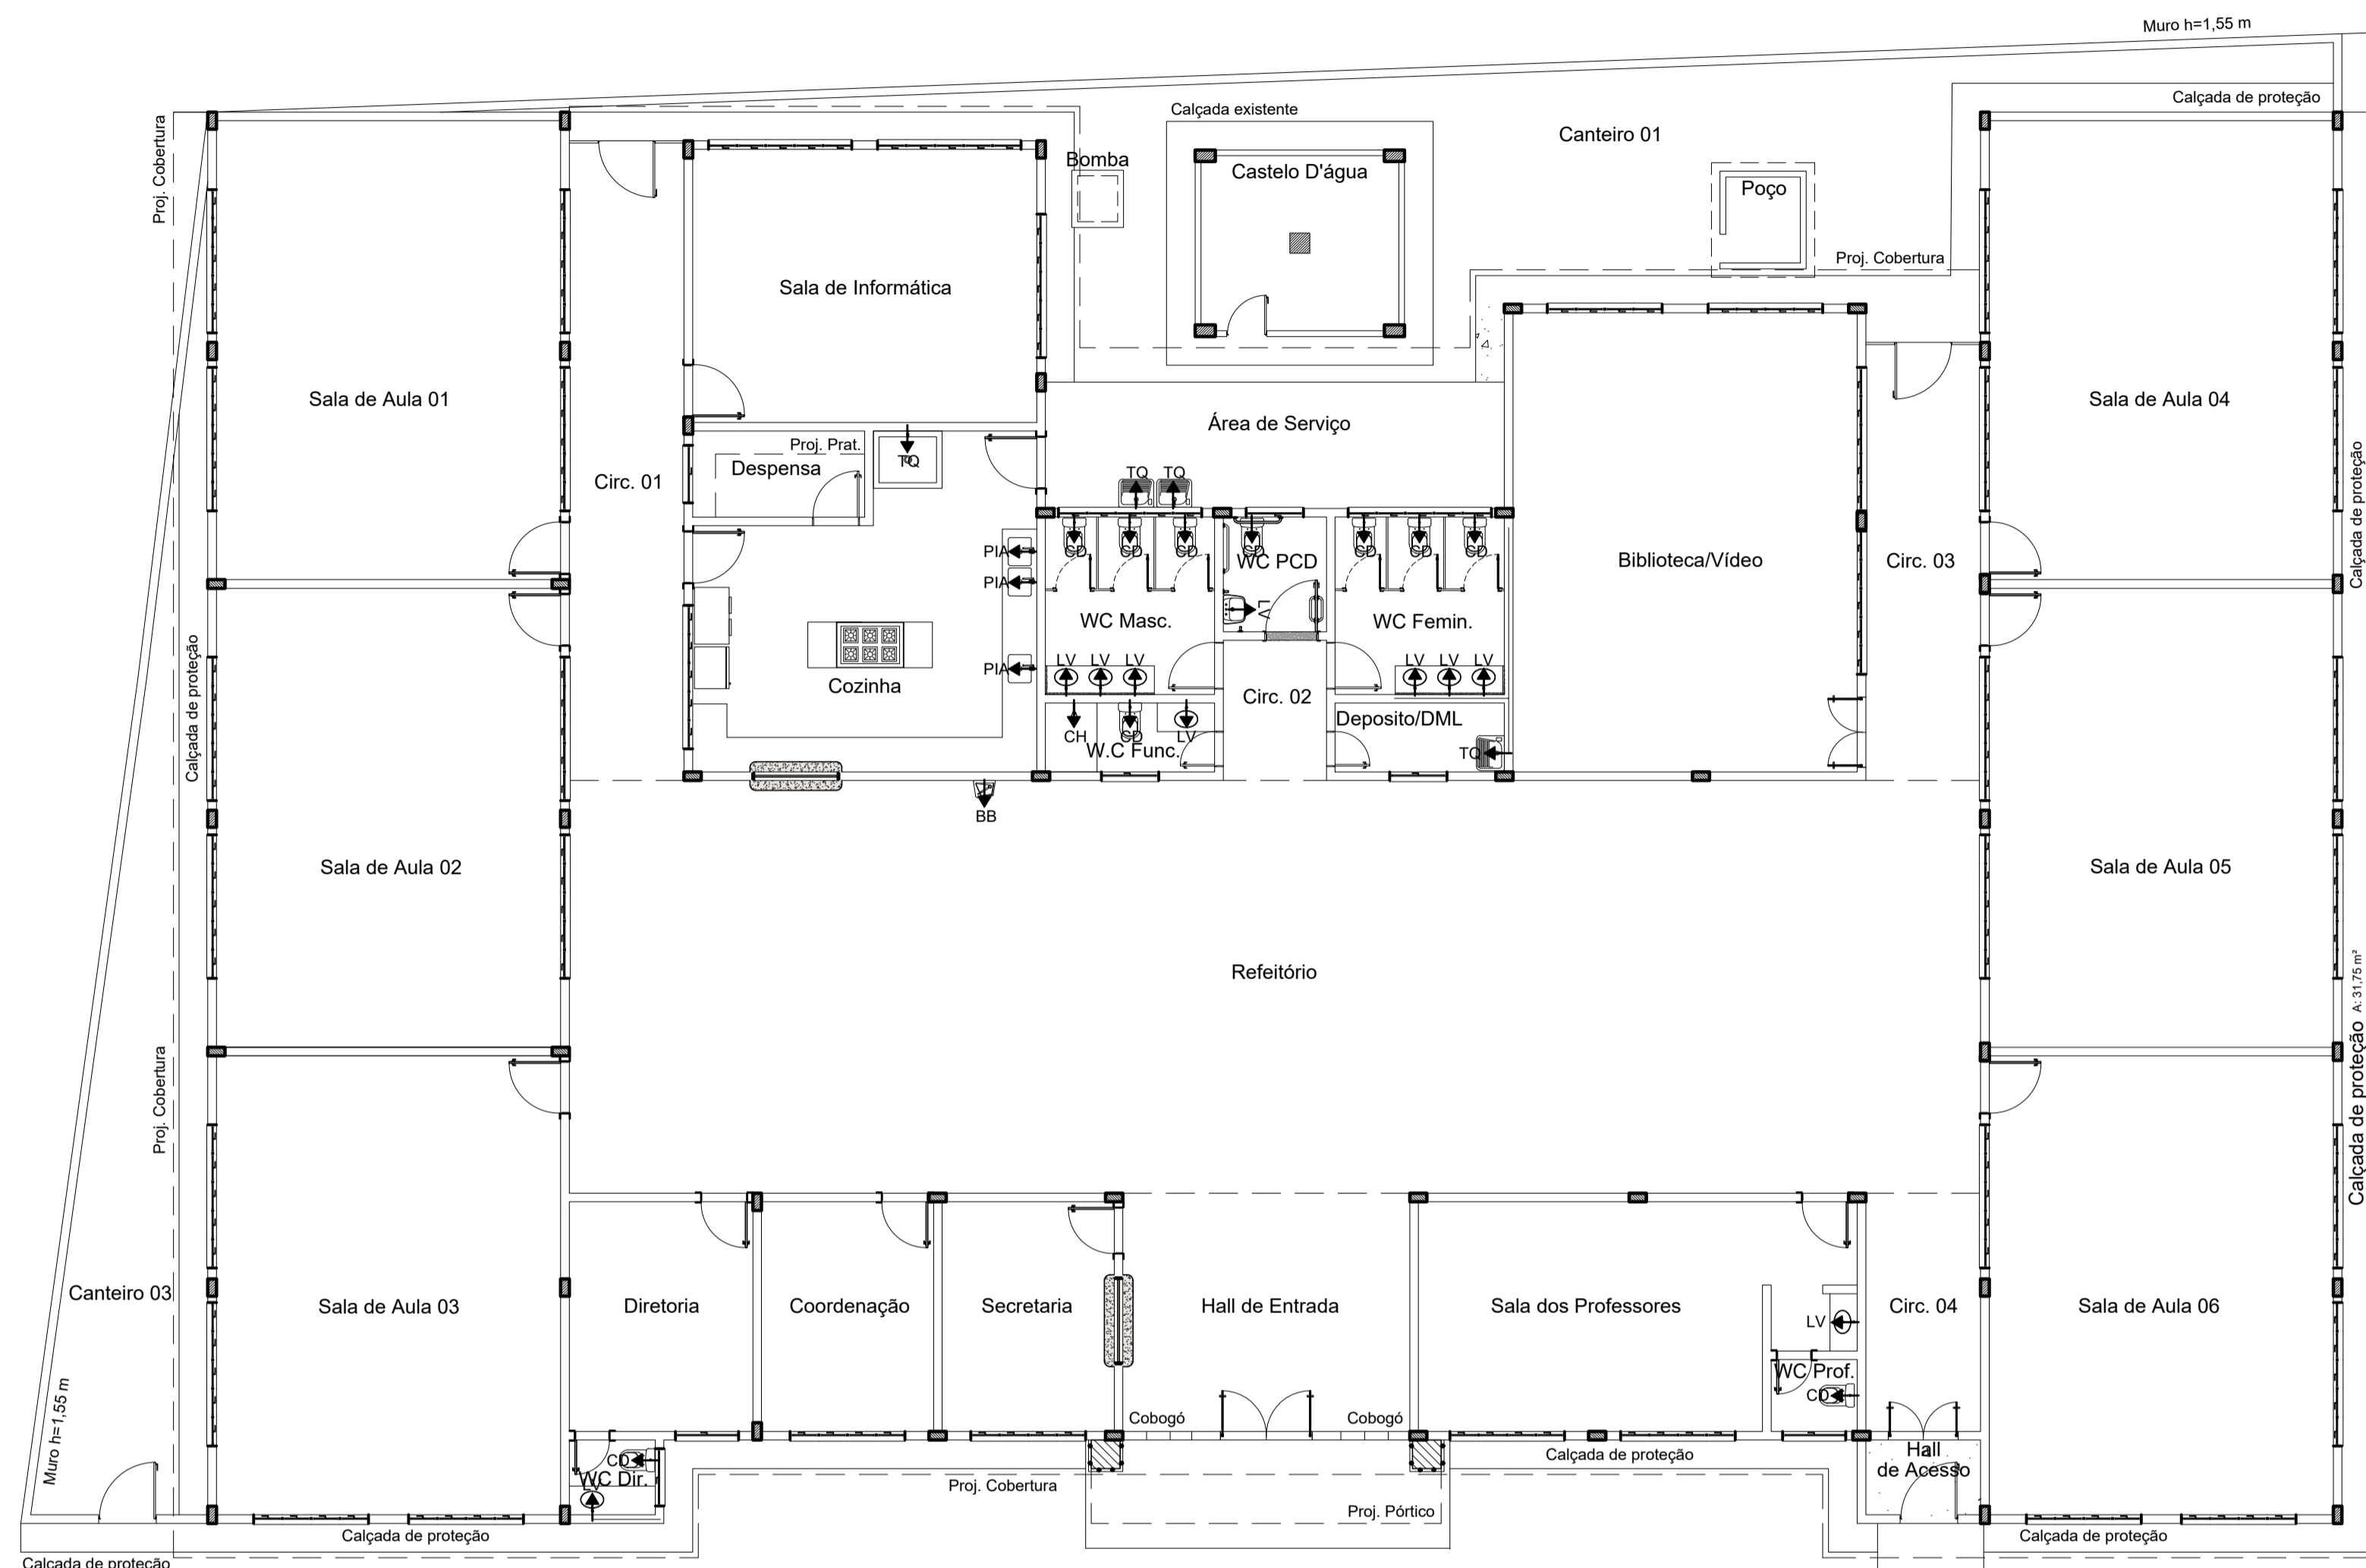 Muro h=1,55 m
Calçada de proteção
Calçada existente
Canteiro 01
Proj. Cobertura
Bomba
Castelo D'água
Poço
Proj. Cobertura
Sala de Informática
Sala de Aula 01
Sala de Aula 04
Área de Serviço
Proj. Prat.
Despensa
TQ
TQ
TQ
Circ. 01
Calçada de proteção
PIA
CD
CD
CD
CD
CD
CD
CD
WC PCD
Biblioteca/Vídeo
Circ. 03
PIA
LV
WC Masc.
WC Femin.
PIA
LV
LV
LV
LV
LV
LV
Cozinha
Circ. 02
Calçada de proteção
Deposito/DML
CH
CD
LV
W.C Func.
TQ
BB
Sala de Aula 02
Sala de Aula 05
Refeitório
Calçada de proteção A: 31,75 m²
Proj. Cobertura
Canteiro 03
Sala de Aula 03
Diretoria
Coordenação
Secretaria
Hall de Entrada
Sala dos Professores
LV
Circ. 04
Sala de Aula 06
WC Prof.
CD
Muro h=1,55 m
Cobogó
Cobogó
CD
WC Dir.
LV
Calçada de proteção
Hall
de Acesso
Proj. Cobertura
Proj. Pórtico
Calçada de proteção
Calçada de proteção
Calçada de proteção